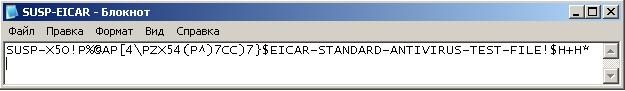 SUSP-EICAR - Блокнот
Файл Правка Формат Вид Справка
SUSP-X5O!P%@AP[4\PZX54(P^)7CC)7}$EICAR-STANDARD-ANTIVIRUS-TEST-FILE!$H+H*